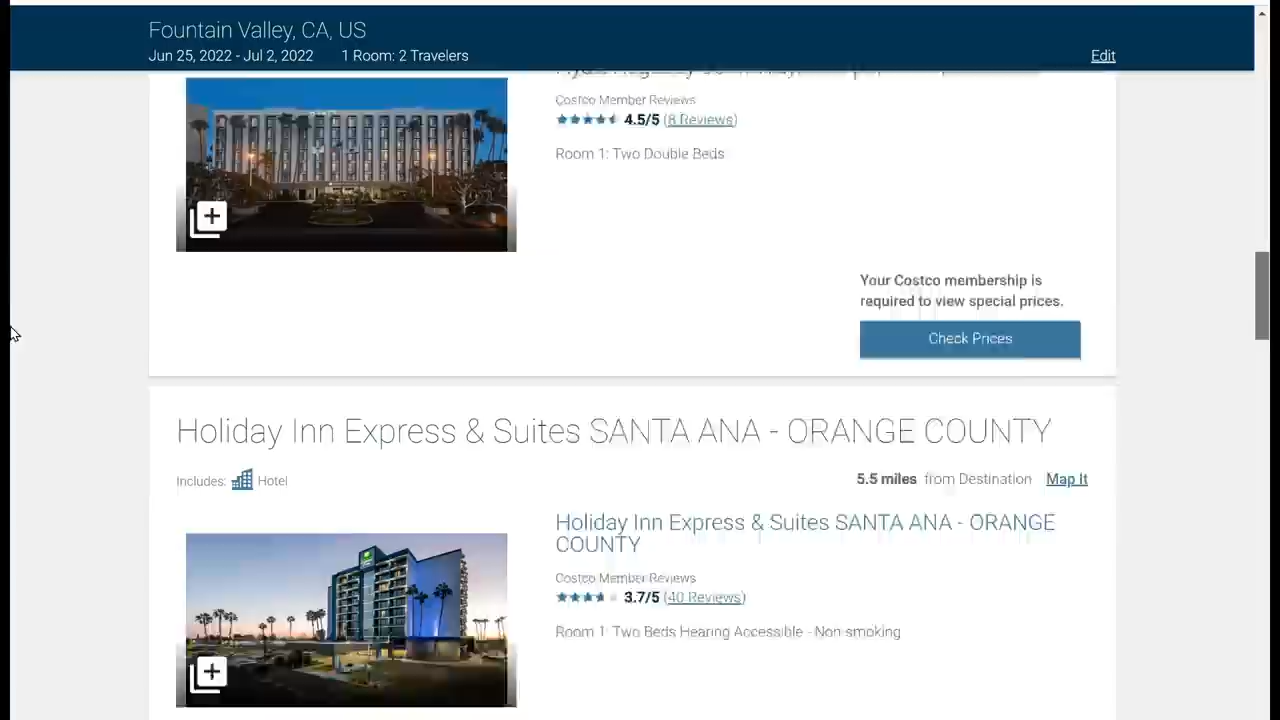 Fountain Valley, CA, US
Jun 25, 2022 - Jul 2, 2022 1 Room: 2 Travelers
Edit
Costco Member Reviews
4.5/5 (8 Reviews)
Room 1: Two Double Beds
Your Costco membership is
required to view special prices.
Check Prices
Holiday Inn Express & Suites SANTA ANA - ORANGE COUNTY
Includes: Hotel
5.5 miles from Destination Map It
Holiday Inn Express & Suites SANTA ANA - ORANGE
COUNTY
Costco Member Reviews
3.7/5 (40 Reviews)
Room 1: Two Beds Hearing Accessible - Non smoking